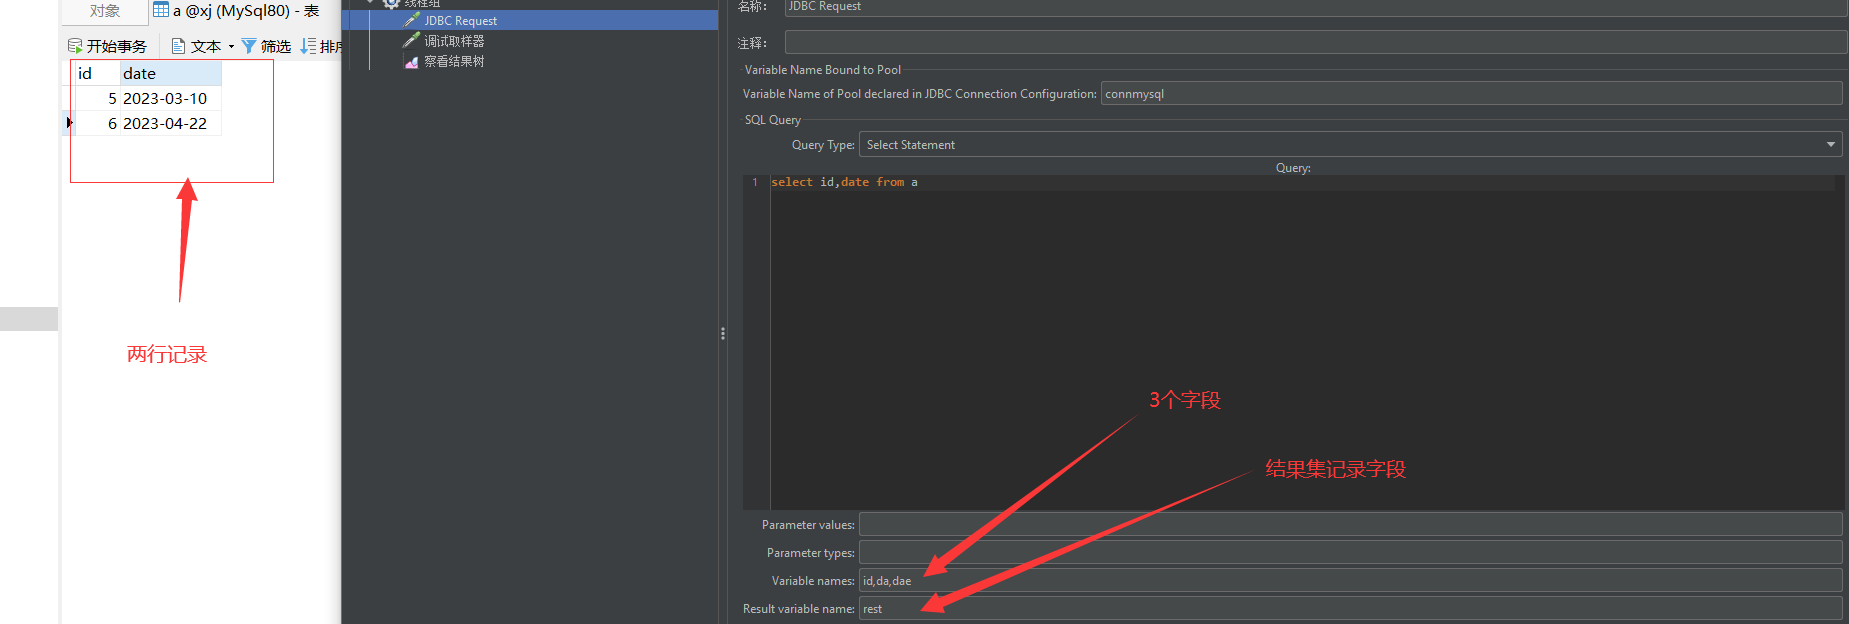 对象
a @xj (MySql80) - 表
开始事务
文本
筛选
排序
id date
5 2023-03-10
6 2023-04-22
两行记录
线程组
JDBC Request
调试取样器
察看结果树
名称:
JDBC Request
注释:
Variable Name Bound to Pool
Variable Name of Pool declared in JDBC Connection Configuration: connmysql
SQL Query
Query Type: Select Statement
Query:
1 select id,date from a
3个字段
结果集记录字段
Parameter values:
Parameter types:
Variable names: id,da,dae
Result variable name: rest